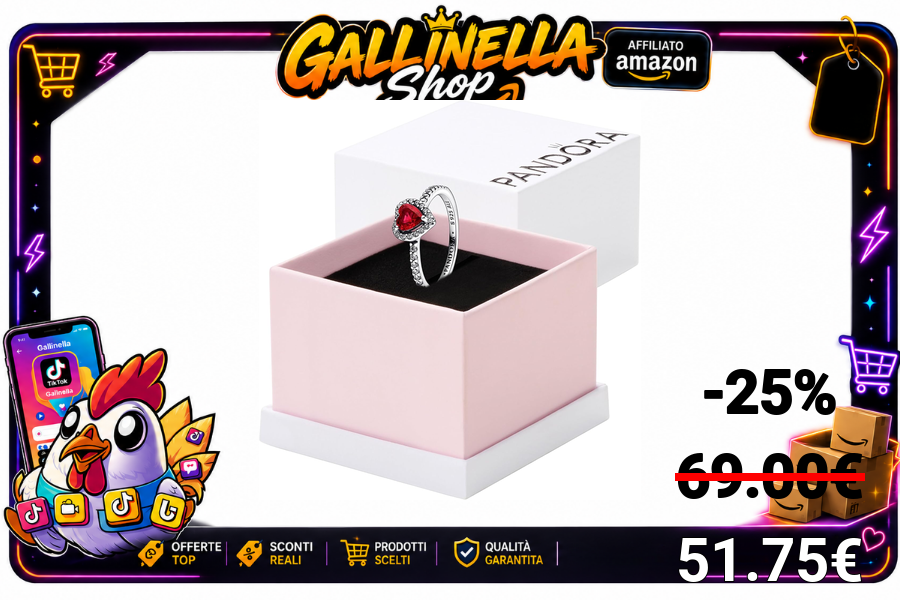 GALLINELLA
Shop
AFFILIATO
amazon
PANDORA
Gallinella
TikTok
Gallinella
-25%
69.00€
51.75€
OFFERTE
TOP
SCONTI
REALI
PRODOTTI
SCELTI
QUALITÀ
GARANTITA